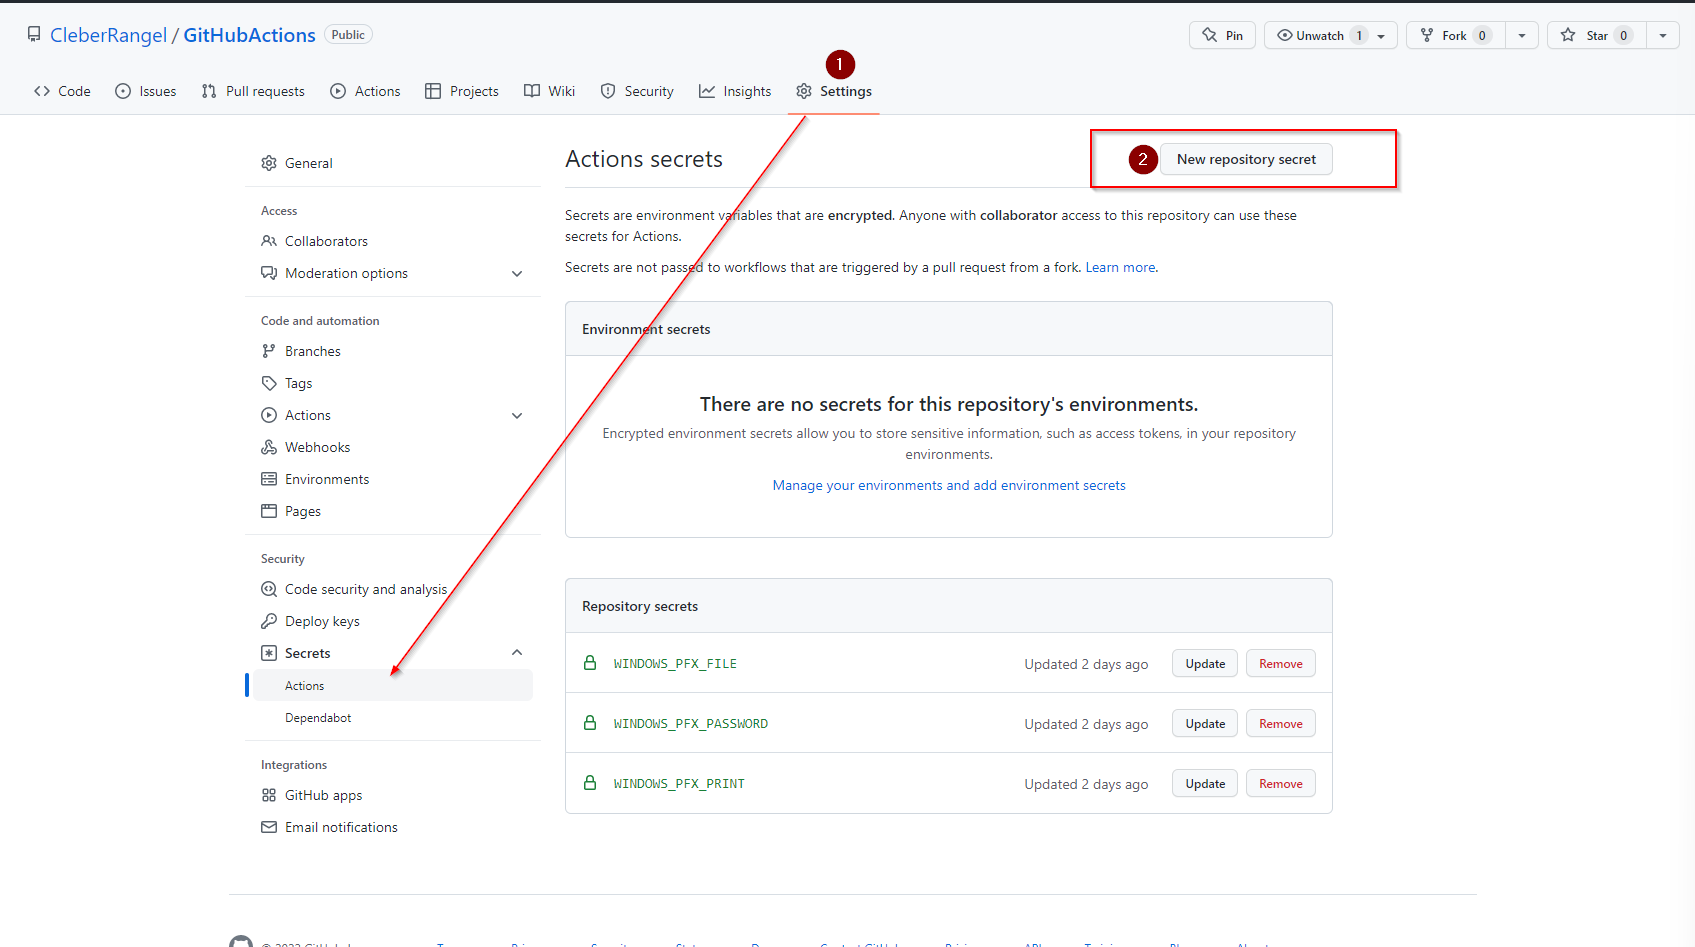 CleberRangel / GitHubActions Public
Pin Unwatch 1 Fork 0 Star 0
1
Code Issues Pull requests Actions Projects Wiki Security Insights Settings
General
Access
Collaborators
Moderation options
Code and automation
Branches
Tags
Actions
Webhooks
Environments
Pages
Security
Code security and analysis
Deploy keys
Secrets
Actions
Dependabot
Integrations
GitHub apps
Email notifications
Actions secrets
2 New repository secret
Secrets are environment variables that are encrypted. Anyone with collaborator access to this repository can use these
secrets for Actions.
Secrets are not passed to workflows that are triggered by a pull request from a fork. Learn more.
Environment secrets
There are no secrets for this repository's environments.
Encrypted environment secrets allow you to store sensitive information, such as access tokens, in your repository
environments.
Manage your environments and add environment secrets
Repository secrets
WINDOWS_PFX_FILE Updated 2 days ago Update Remove
WINDOWS_PFX_PASSWORD Updated 2 days ago Update Remove
WINDOWS_PFX_PRINT Updated 2 days ago Update Remove